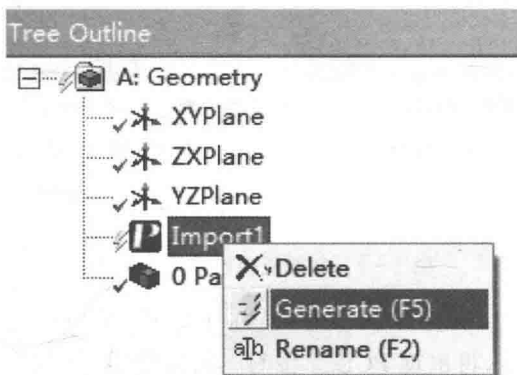 Tree Outline
A: Geometry
XYPlane
ZXPlane
YZPlane
Import1
0 Pa
Delete
Generate (F5)
Rename (F2)